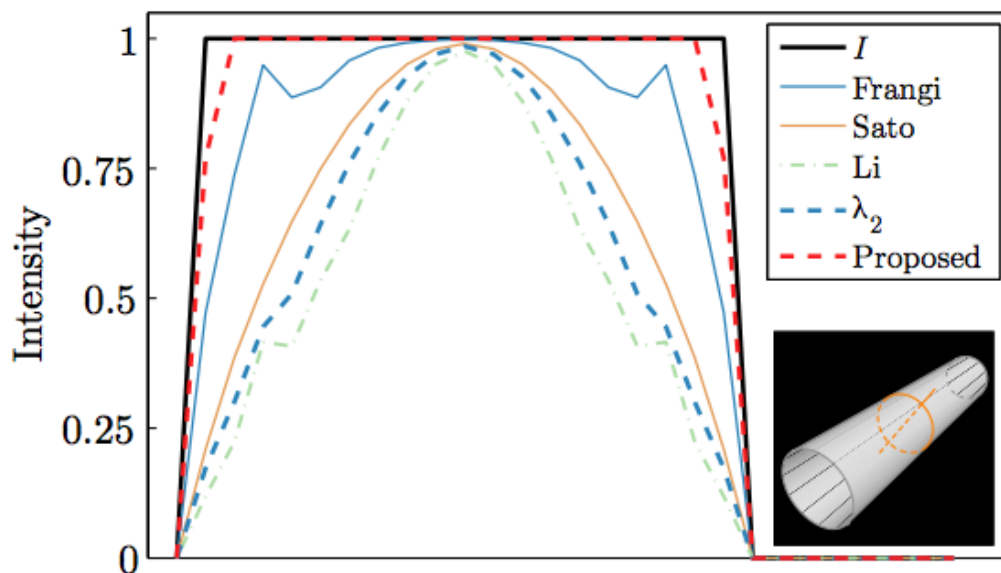 1
0.75
0.5
0.25
0
Intensity
I
Frangi
Sato
Li
λ₂
Proposed